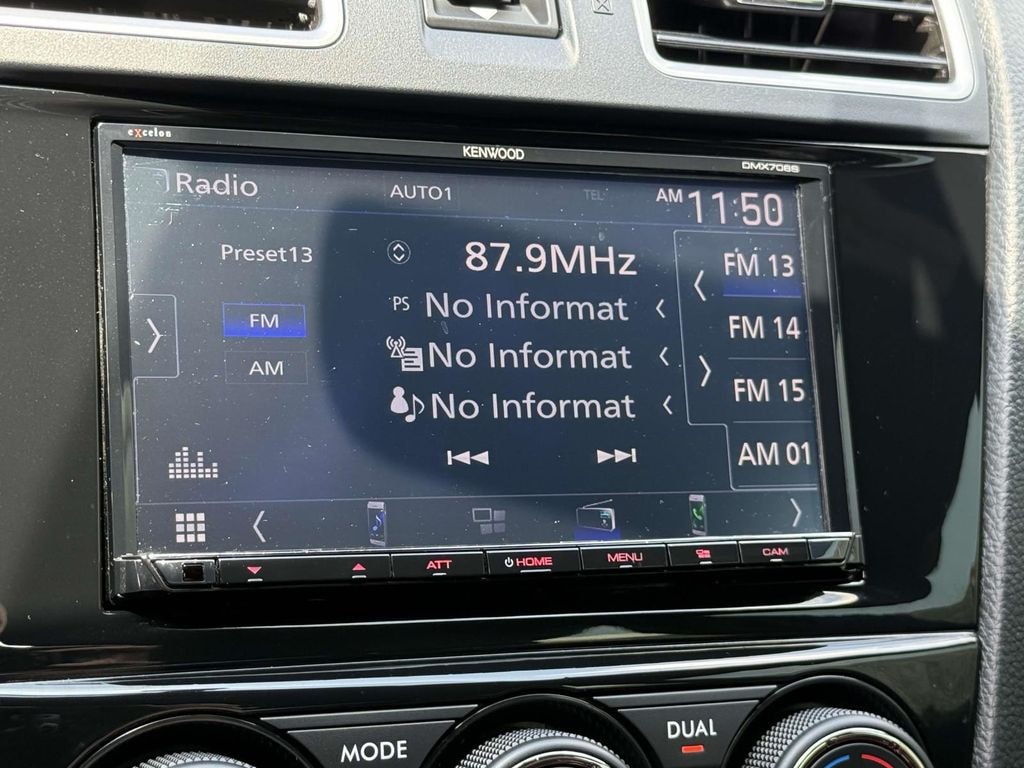 eXcelon
KENWOOD
DMX706S
Radio
AUTO1
TEL
AM 11:50
Preset13
87.9MHz
FM 13
FM
PS No Informat
FM 14
AM
No Informat
FM 15
No Informat
AM 01
ATT
HOME
MENU
CAM
MODE
DUAL